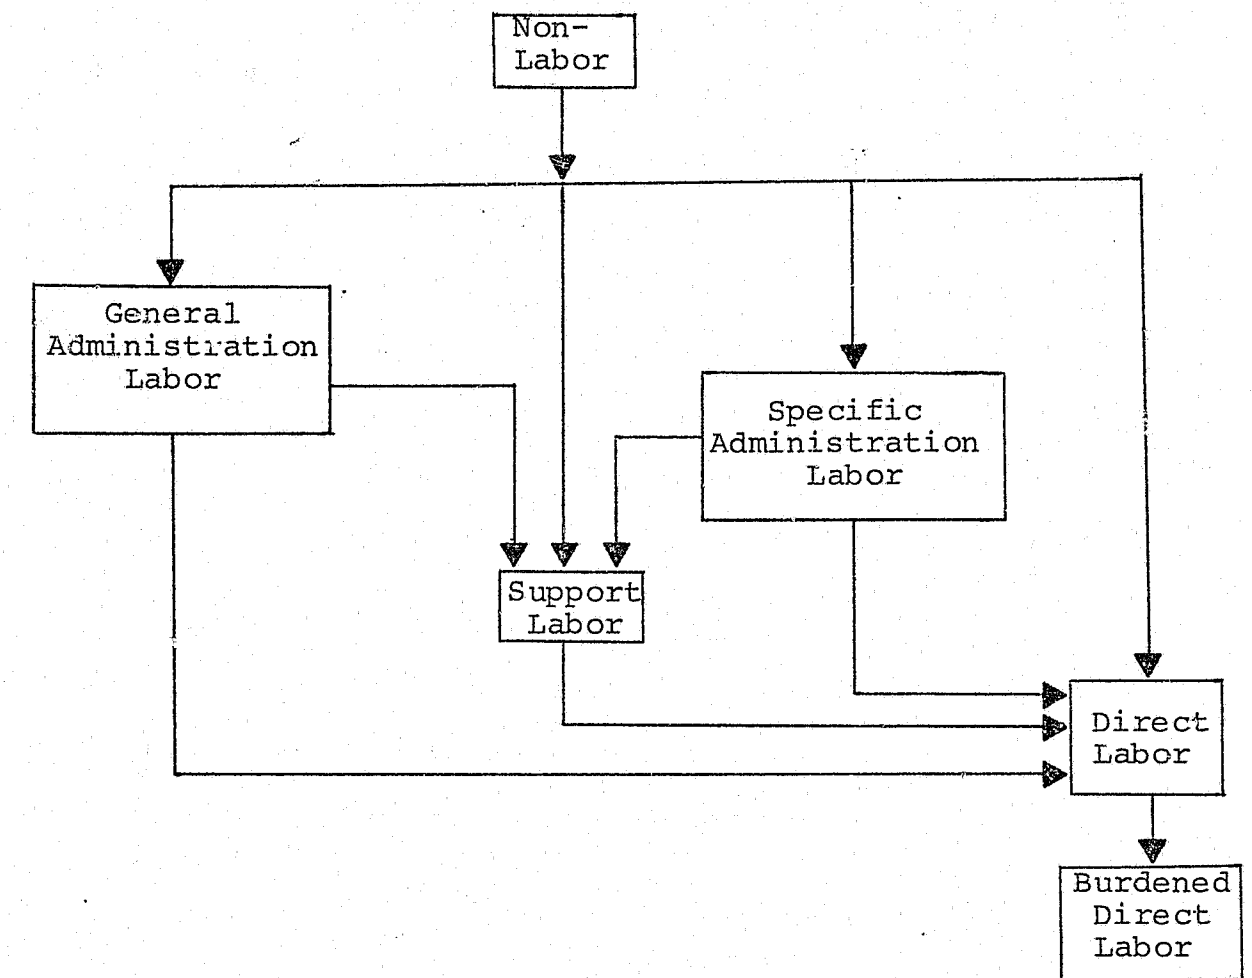 Non-
Labor
General
Administration
Labor
Specific
Administration
Labor
Support
Labor
Direct
Labor
Burdened
Direct
Labor